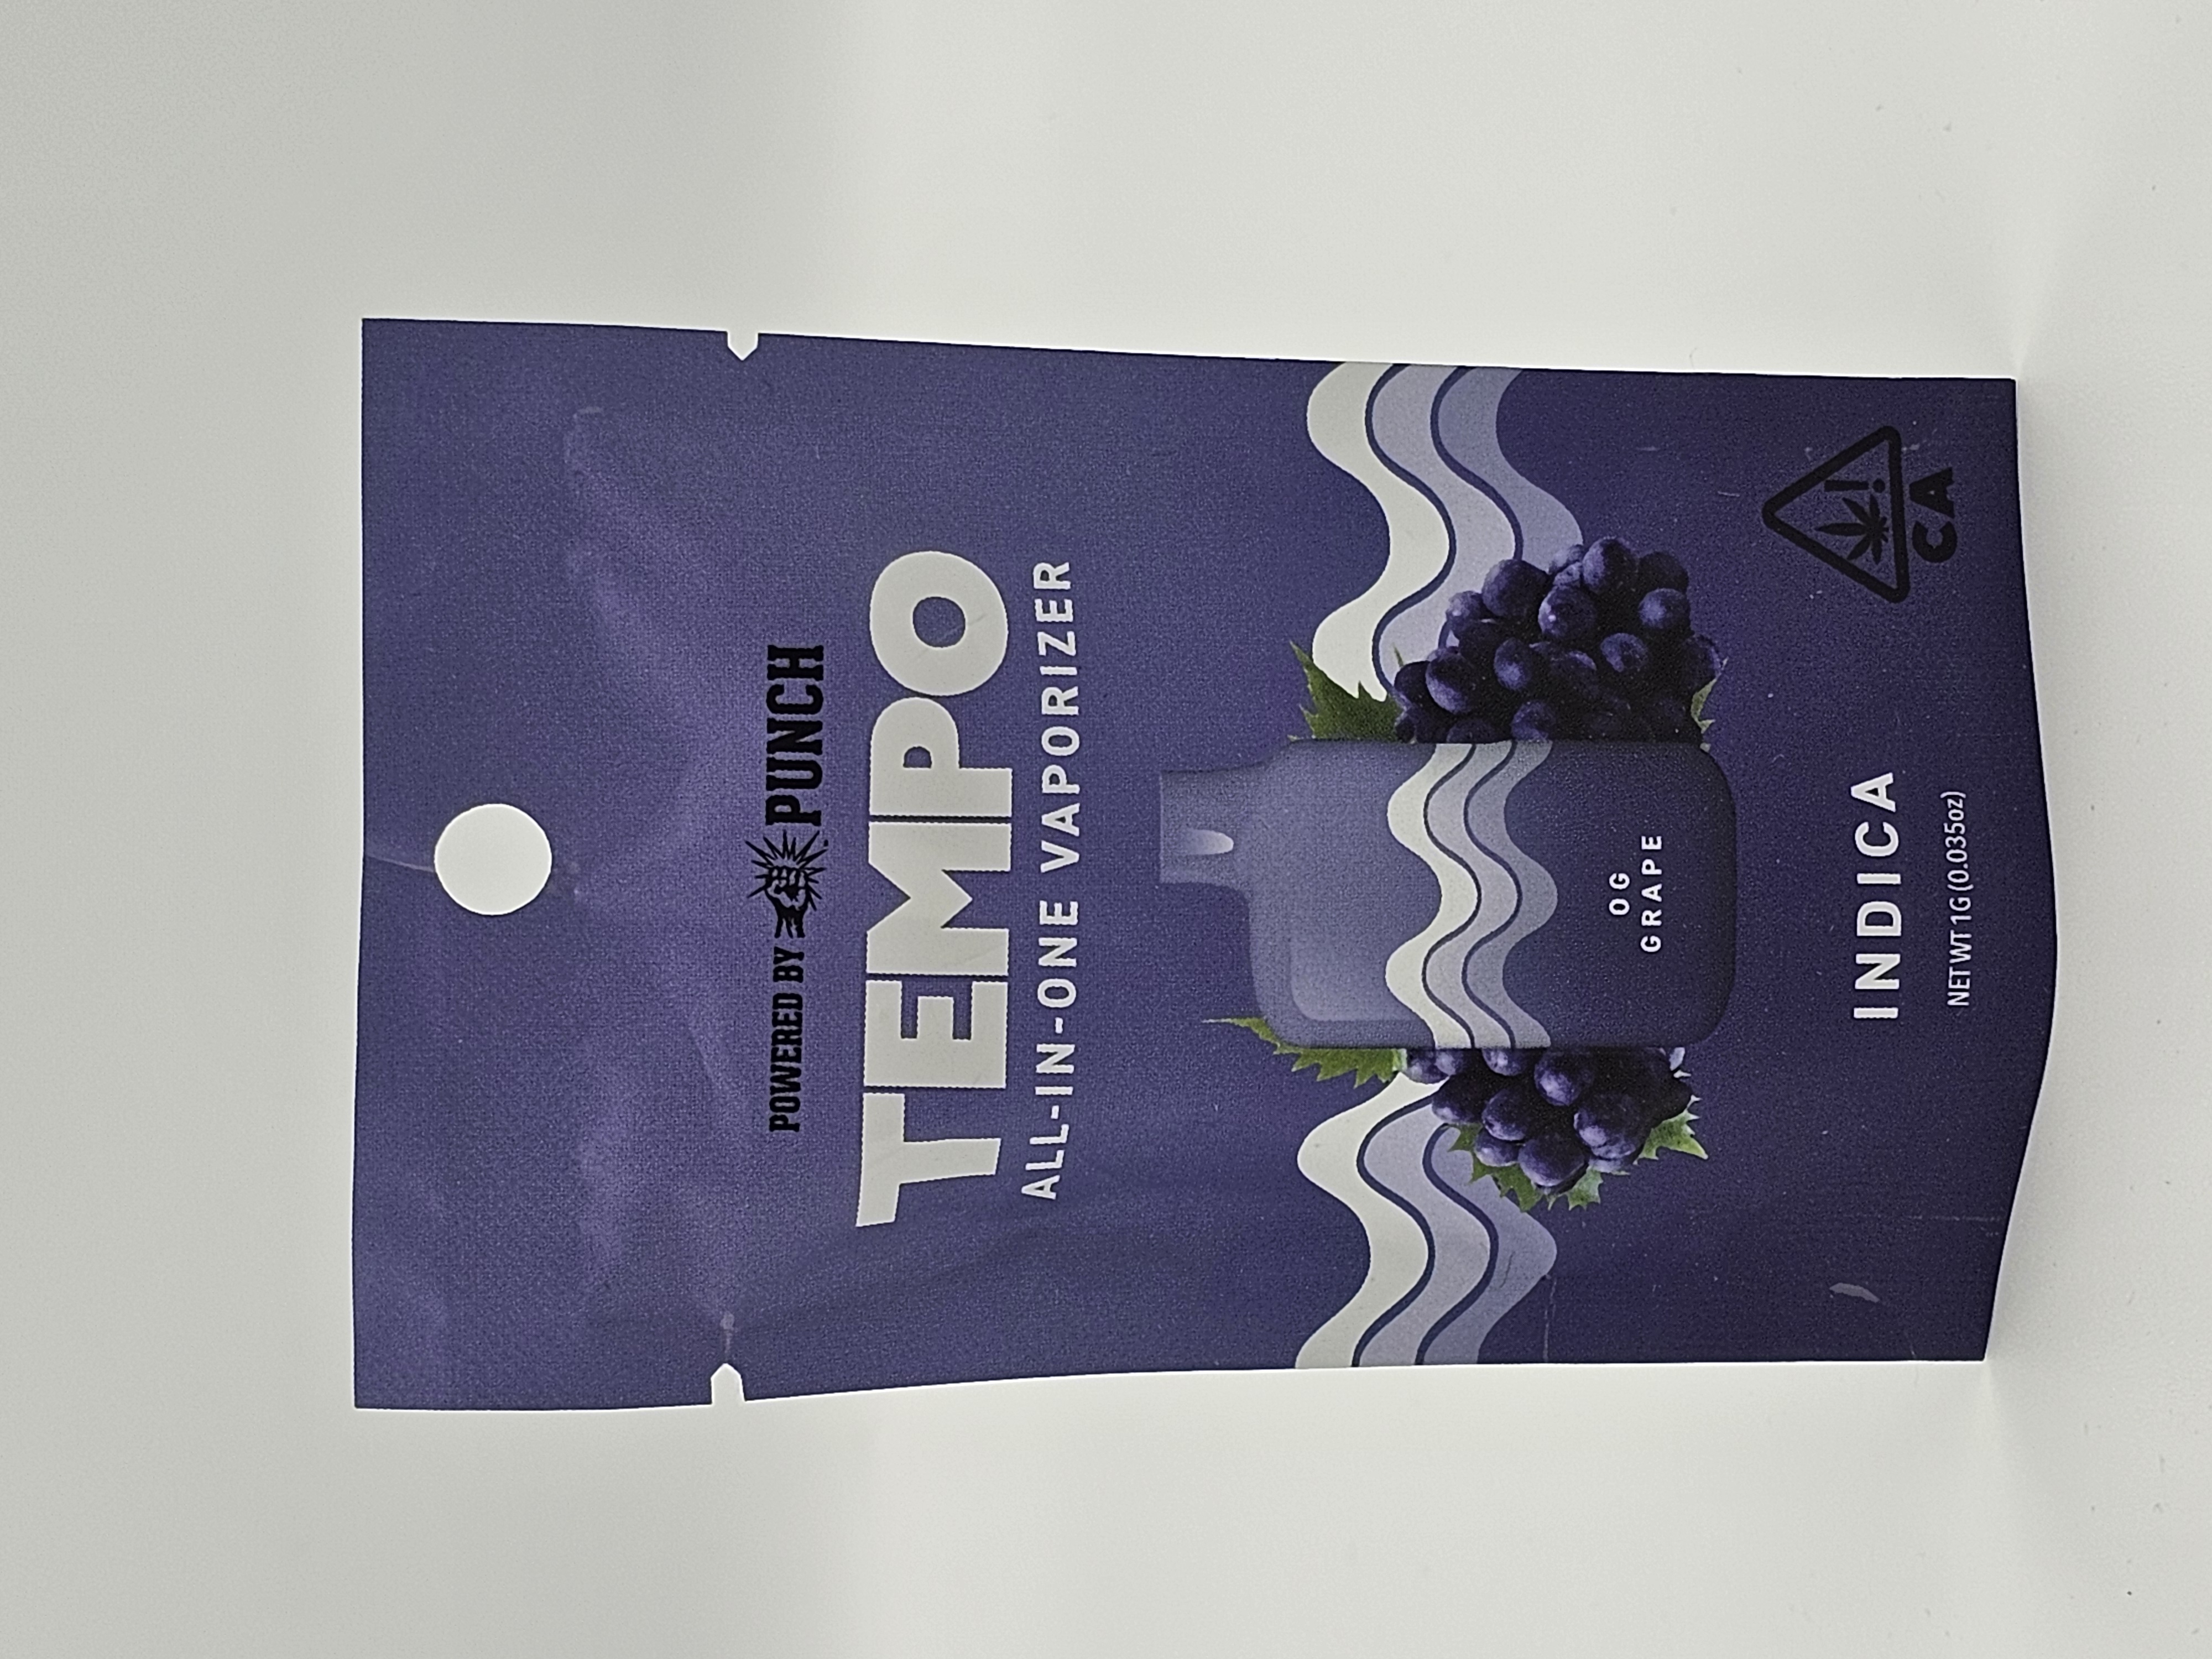 POWERED BY PUNCH
TEMPO
ALL-IN-ONE VAPORIZER
OG
GRAPE
INDICA
NET WT 1G (0.035oz)
!
CA